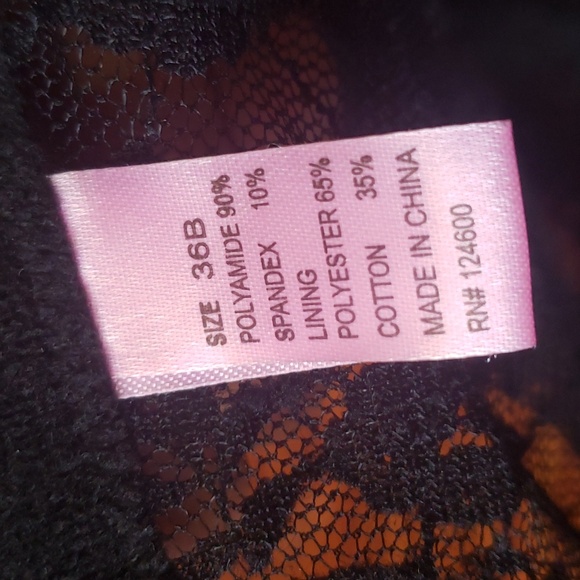 SIZE 36B
POLYAMIDE 90%
SPANDEX 10%
LINING
POLYESTER 65%
COTTON 35%
MADE IN CHINA
RN# 124600